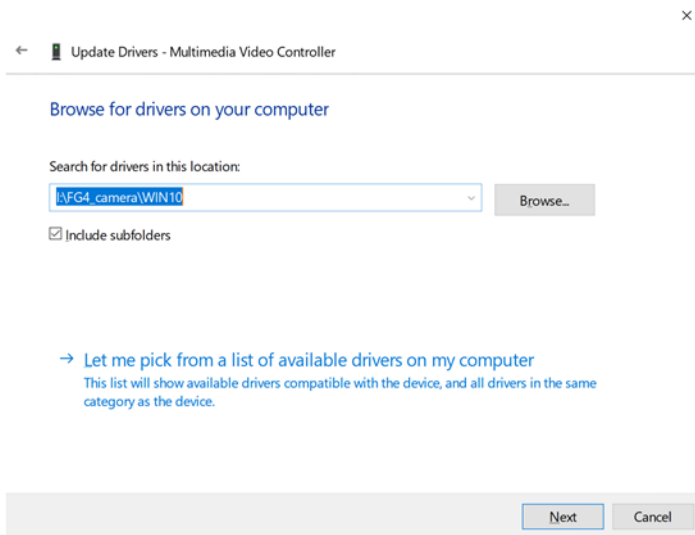 Update Drivers - Multimedia Video Controller
Browse for drivers on your computer
Search for drivers in this location:
I:\FG4_camera\WIN10
Browse...
Include subfolders
Let me pick from a list of available drivers on my computer
This list will show available drivers compatible with the device, and all drivers in the same
category as the device.
Next
Cancel